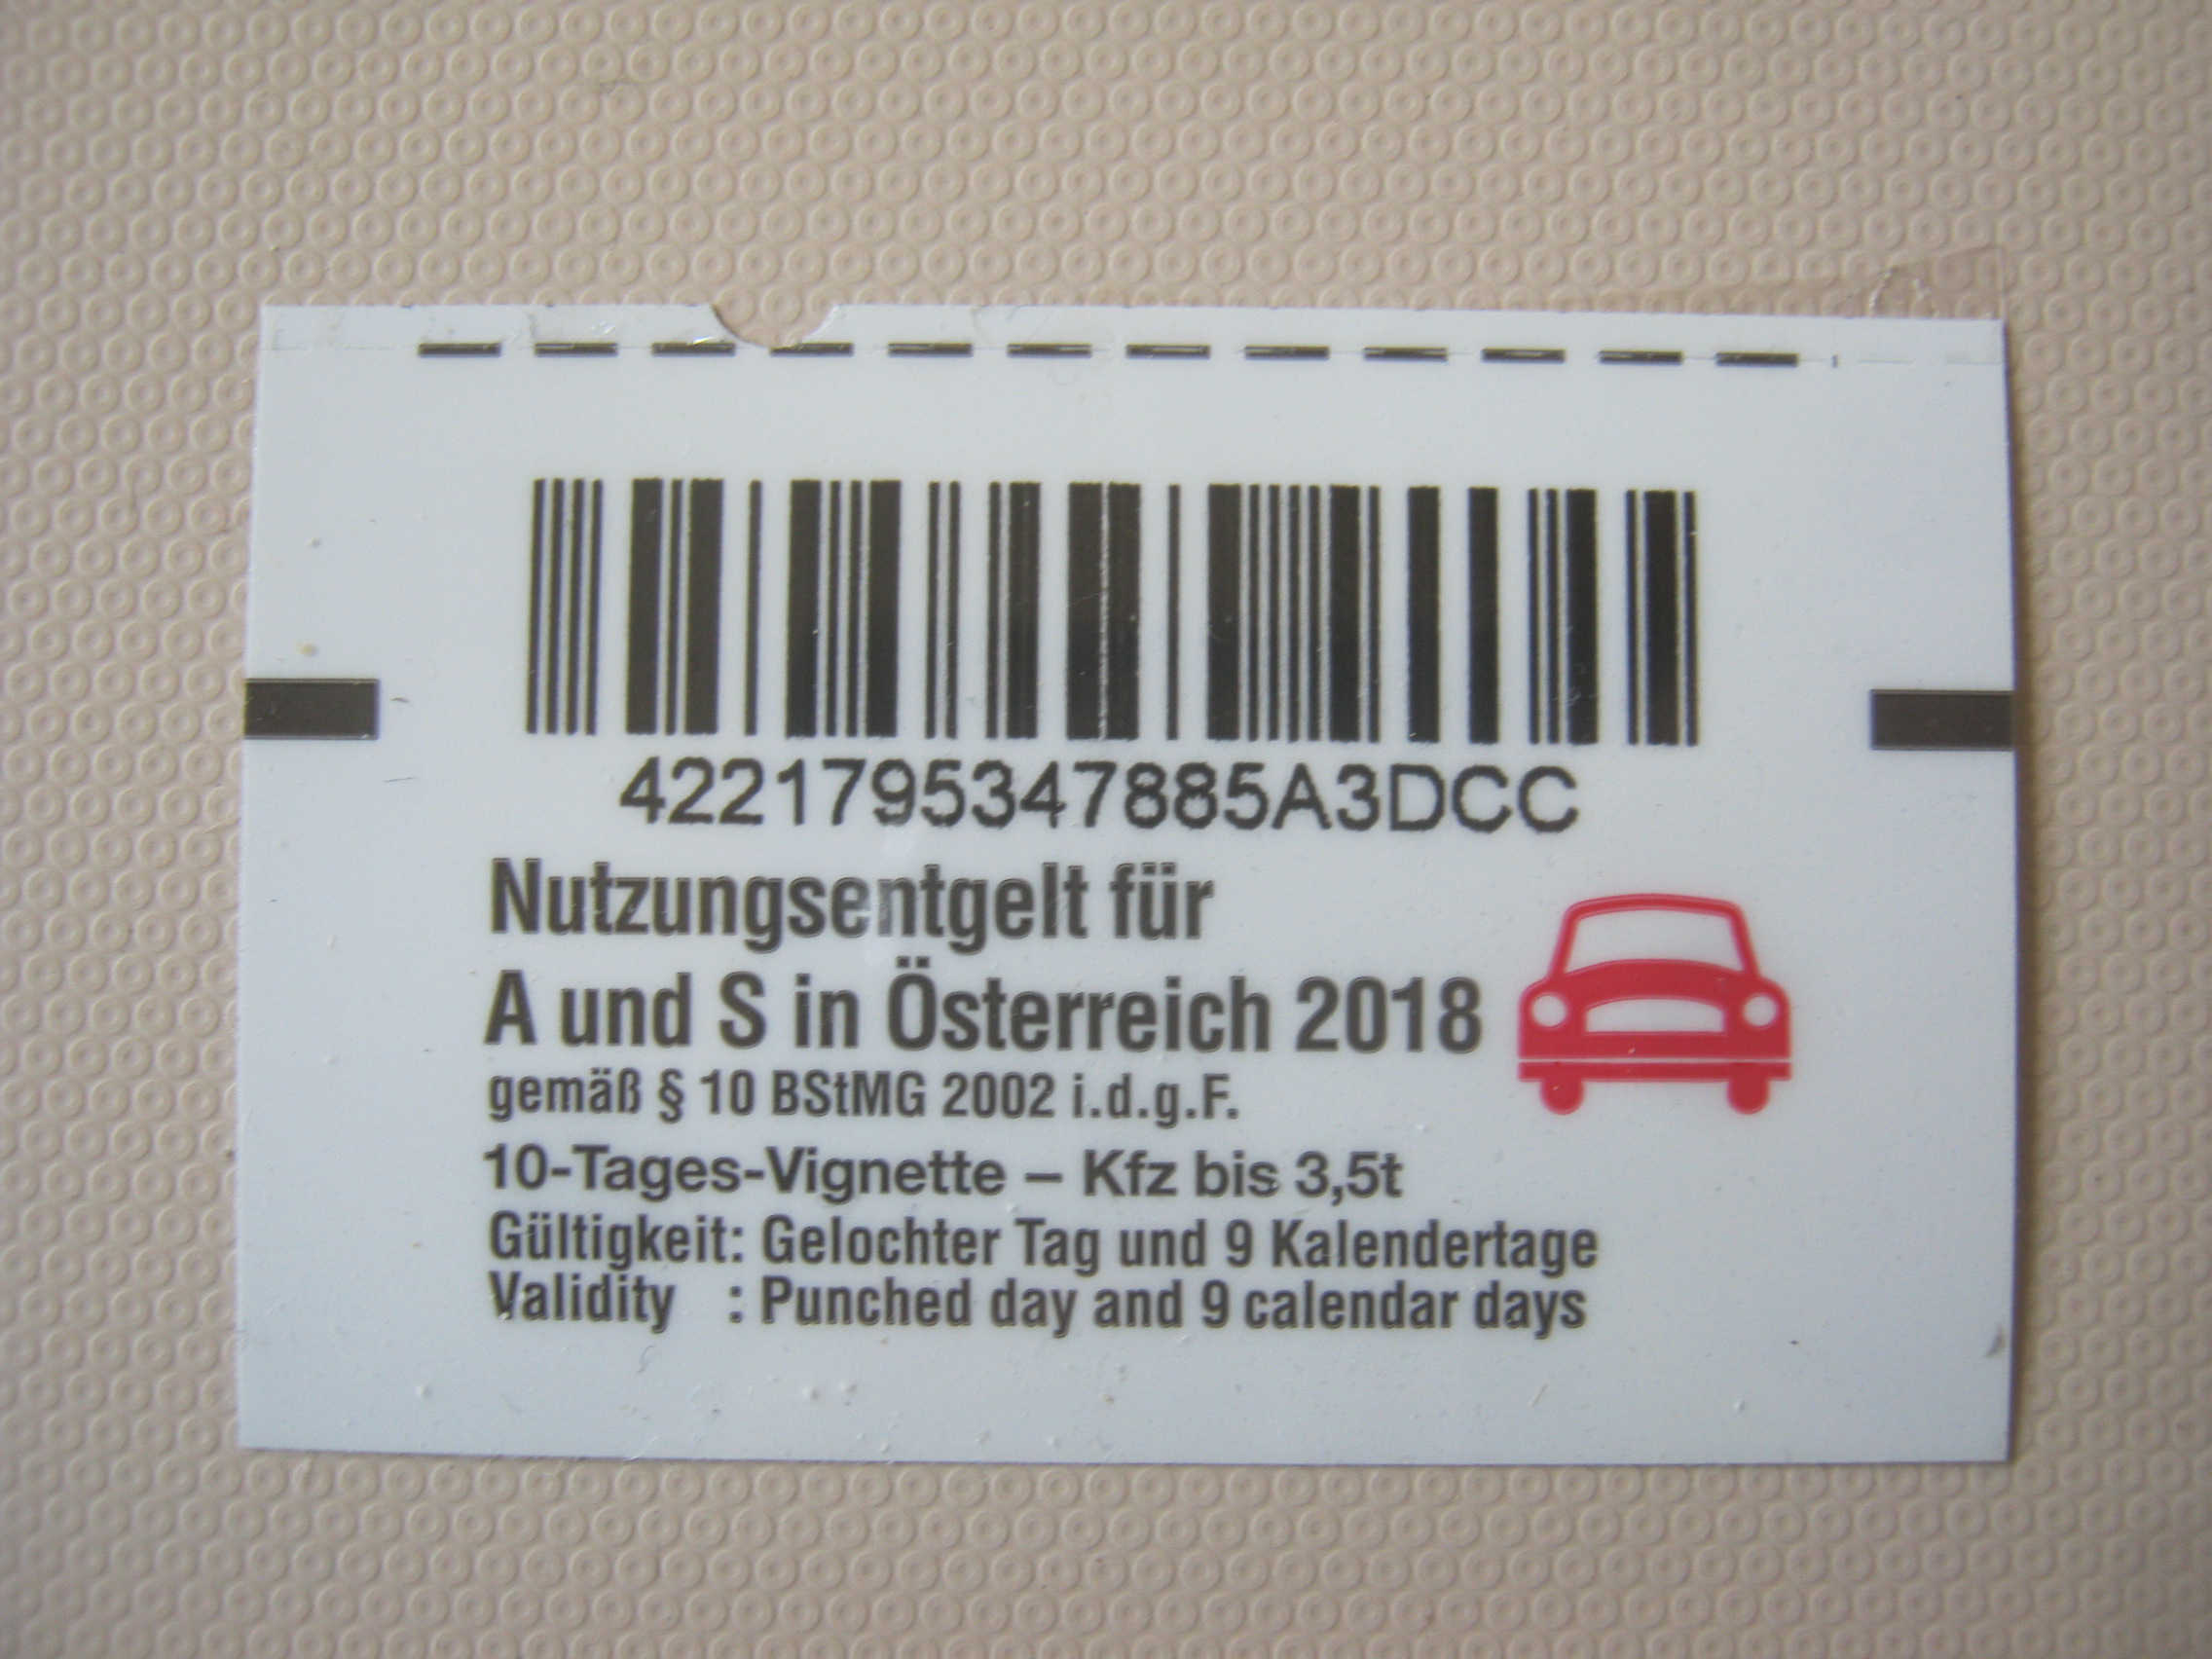 4221795347885A3DCC
Nutzungsentgelt für
A und S in Österreich 2018
gemäß § 10 BStMG 2002 i.d.g.F.
10-Tages-Vignette – Kfz bis 3,5t
Gültigkeit: Gelochter Tag und 9 Kalendertage
Validity : Punched day and 9 calendar days